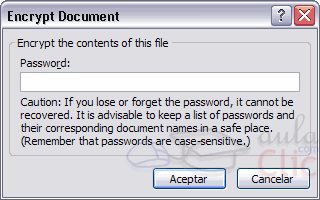 Encrypt Document
Encrypt the contents of this file
Password:
Caution: If you lose or forget the password, it cannot be
recovered. It is advisable to keep a list of passwords and
their corresponding document names in a safe place.
(Remember that passwords are case-sensitive.)
aula
.com
CLIC
Aceptar
Cancelar